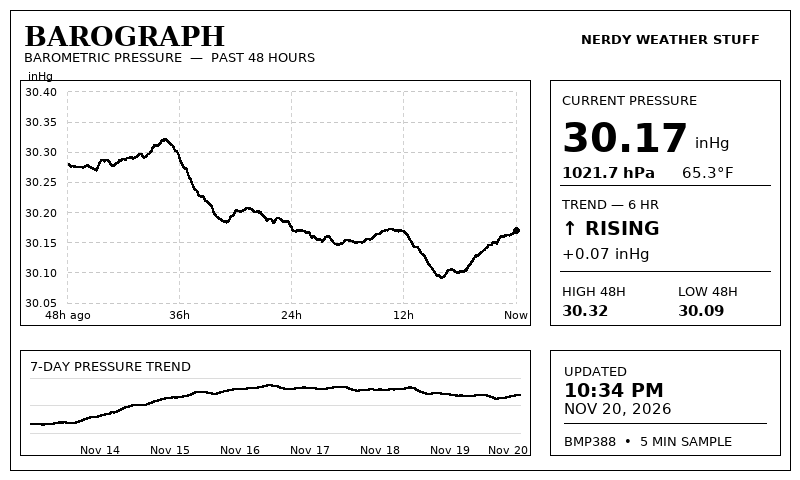 BAROGRAPH
BAROMETRIC PRESSURE — PAST 48 HOURS
NERDY WEATHER STUFF
inHg
30.40
30.35
30.30
30.25
30.20
30.15
30.10
30.05
48h ago 36h 24h 12h Now
CURRENT PRESSURE
30.17 inHg
1021.7 hPa 65.3°F
TREND — 6 HR
↑ RISING
+0.07 inHg
HIGH 48H LOW 48H
30.32 30.09
7-DAY PRESSURE TREND
Nov 14 Nov 15 Nov 16 Nov 17 Nov 18 Nov 19 Nov 20
UPDATED
10:34 PM
NOV 20, 2026
BMP388 • 5 MIN SAMPLE